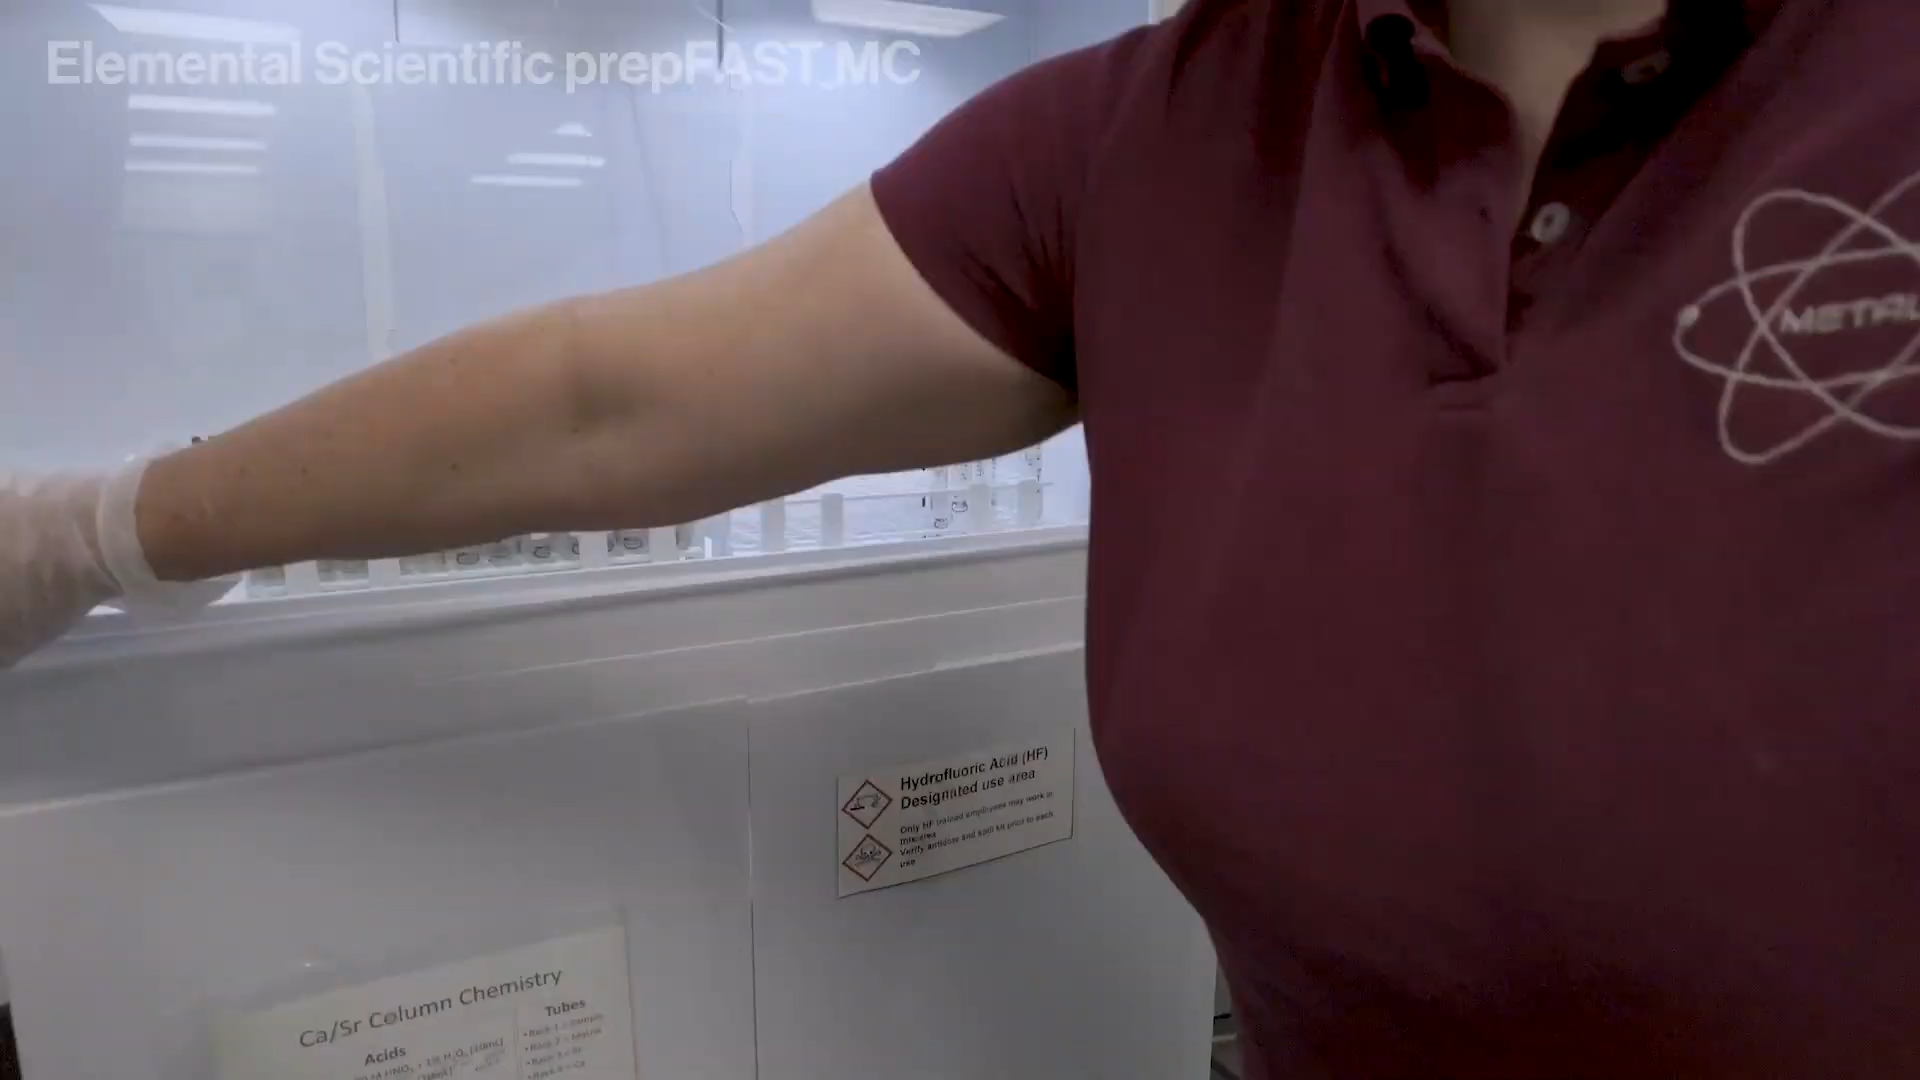 Elemental Scientific prepFAST MC
Hydrofluoric Acid (HF)
Designated use area
Only HF trained employees may work in
this area
Verify antidote and spill kit prior to each
use
Ca/Sr Column Chemistry
Acids
Tubes